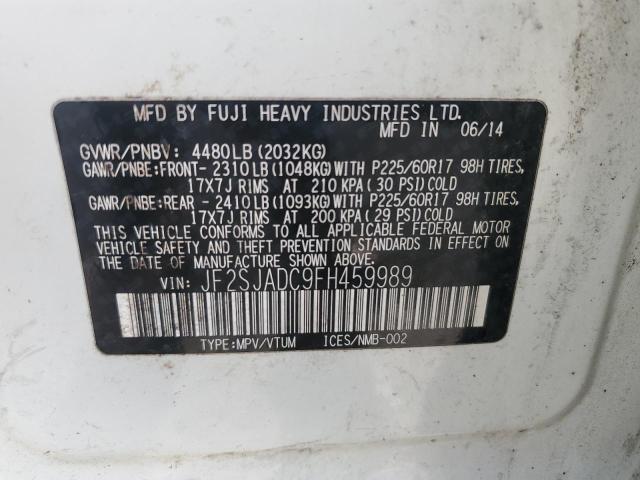 MFD BY FUJI HEAVY INDUSTRIES LTD.
MFD IN 06/14
GVWR/PNBV: 4480LB (2032KG)
GAWR/PNBE:FRONT- 2310LB (1048KG)WITH P225/60R17 98H TIRES,
17X7J RIMS AT 210 KPA ( 30 PSI)COLD
GAWR/PNBE:REAR - 2410LB (1093KG)WITH P225/60R17 98H TIRES,
17X7J RIMS AT 200 KPA ( 29 PSI)COLD
THIS VEHICLE CONFORMS TO ALL APPLICABLE FEDERAL MOTOR
VEHICLE SAFETY AND THEFT PREVENTION STANDARDS IN EFFECT
ON THE DATE OF MANUFACTURE SHOWN ABOVE.
VIN: JF2SJADC9FH459989
TYPE:MPV/VTUM ICES/NMB-002